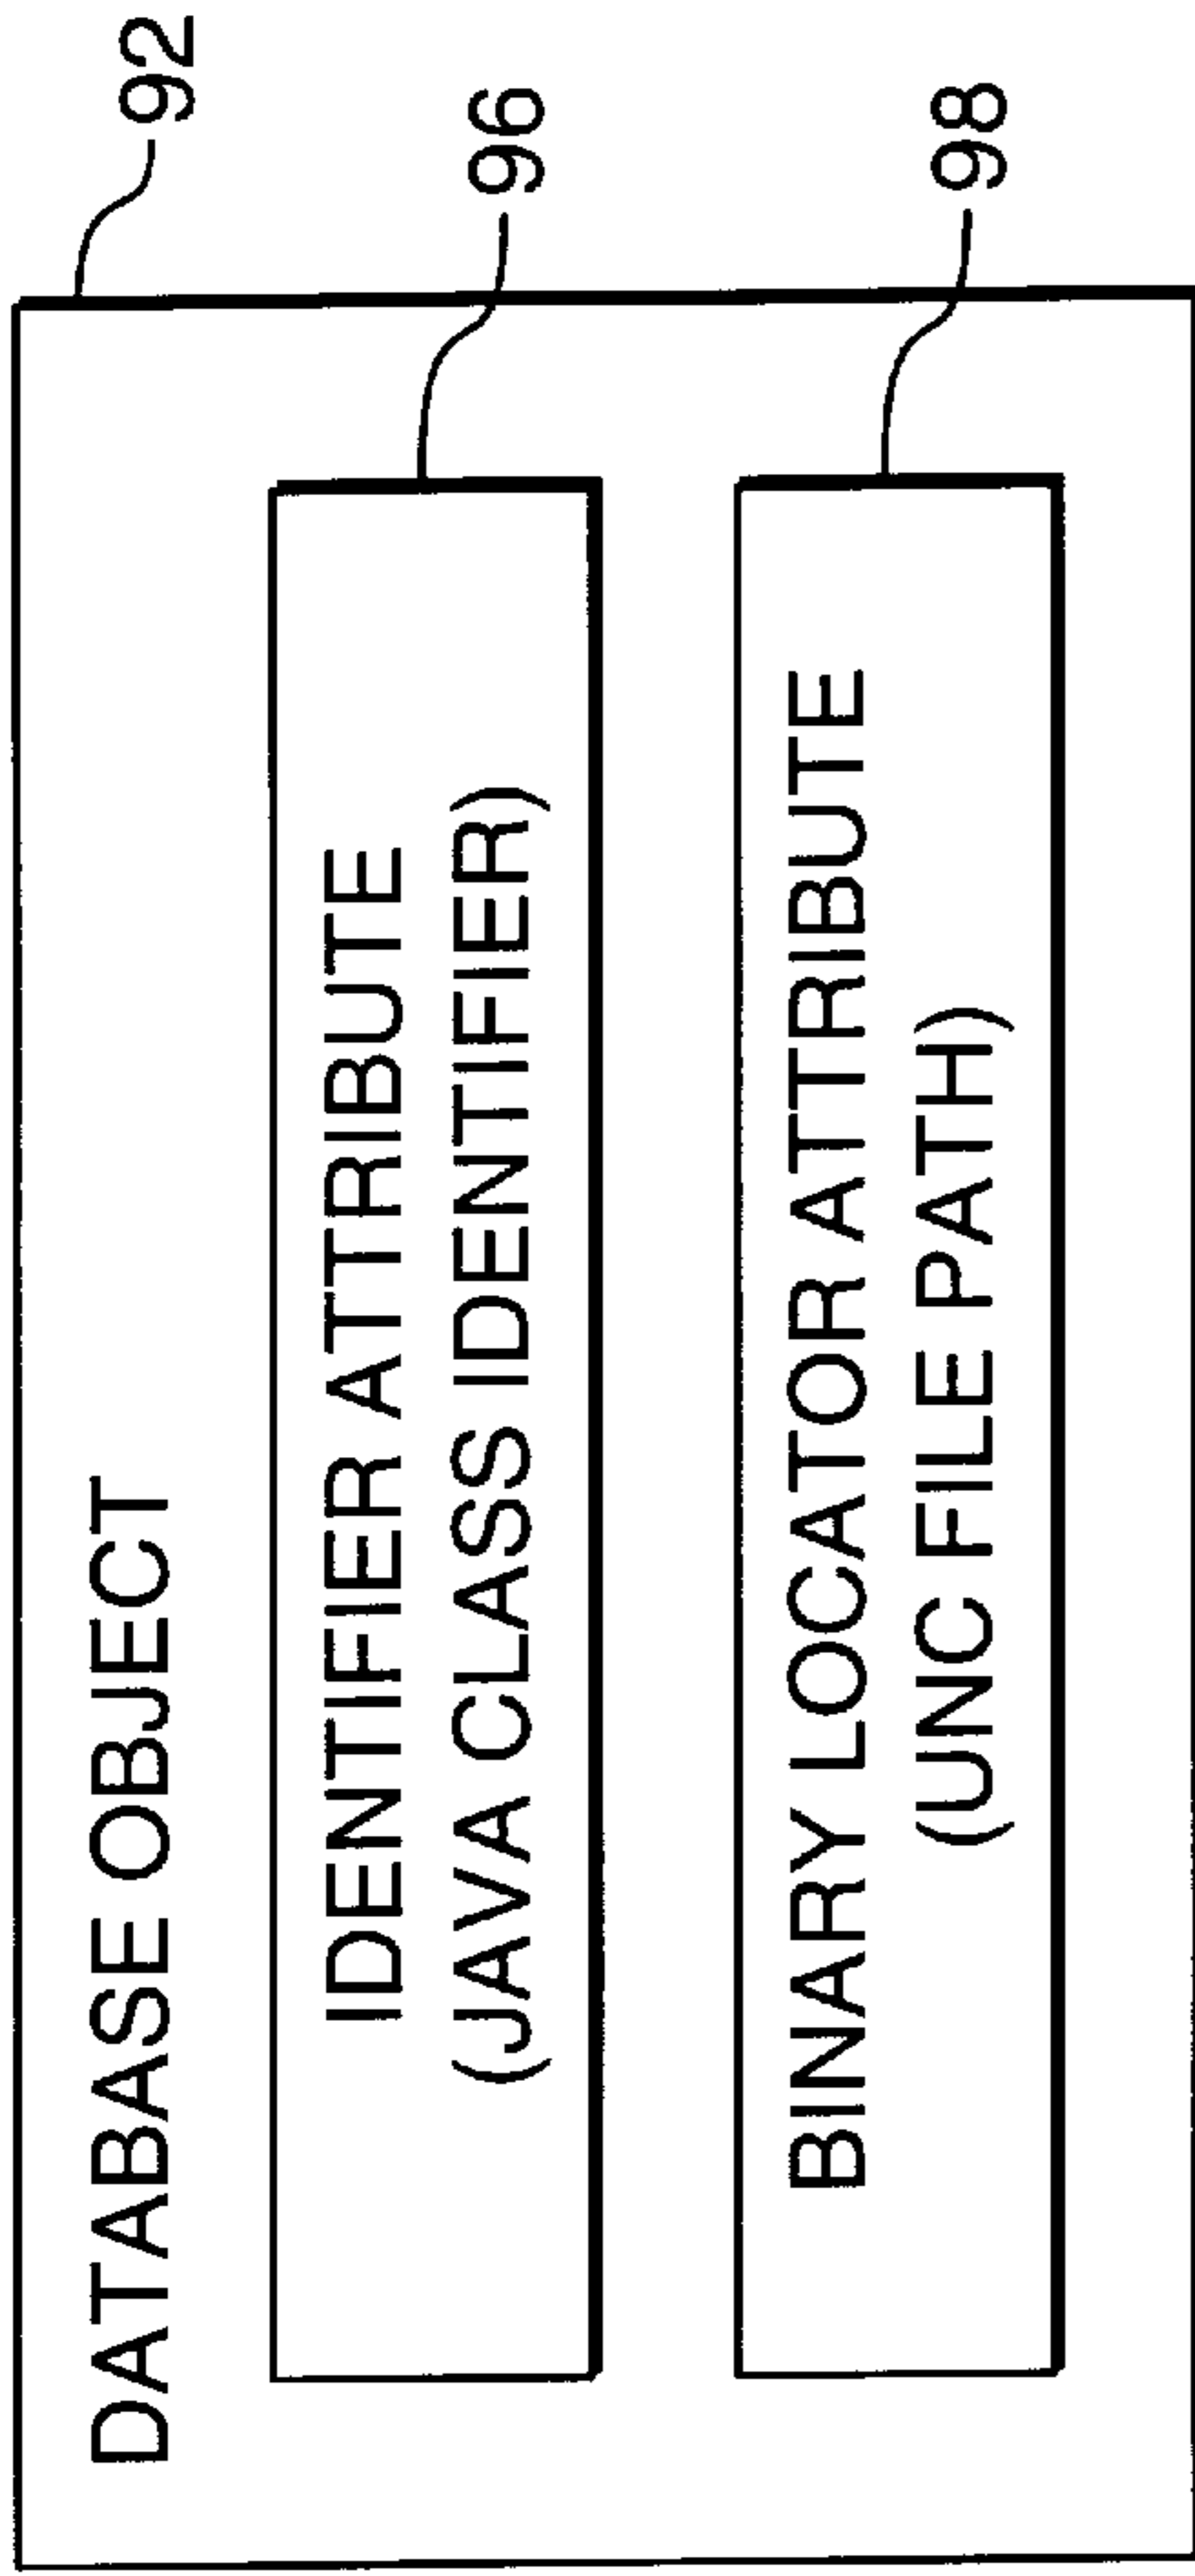 DATABASE OBJECT
92
IDENTIFIER ATTRIBUTE
(JAVA CLASS IDENTIFIER)
96
BINARY LOCATOR ATTRIBUTE
(UNC FILE PATH)
98